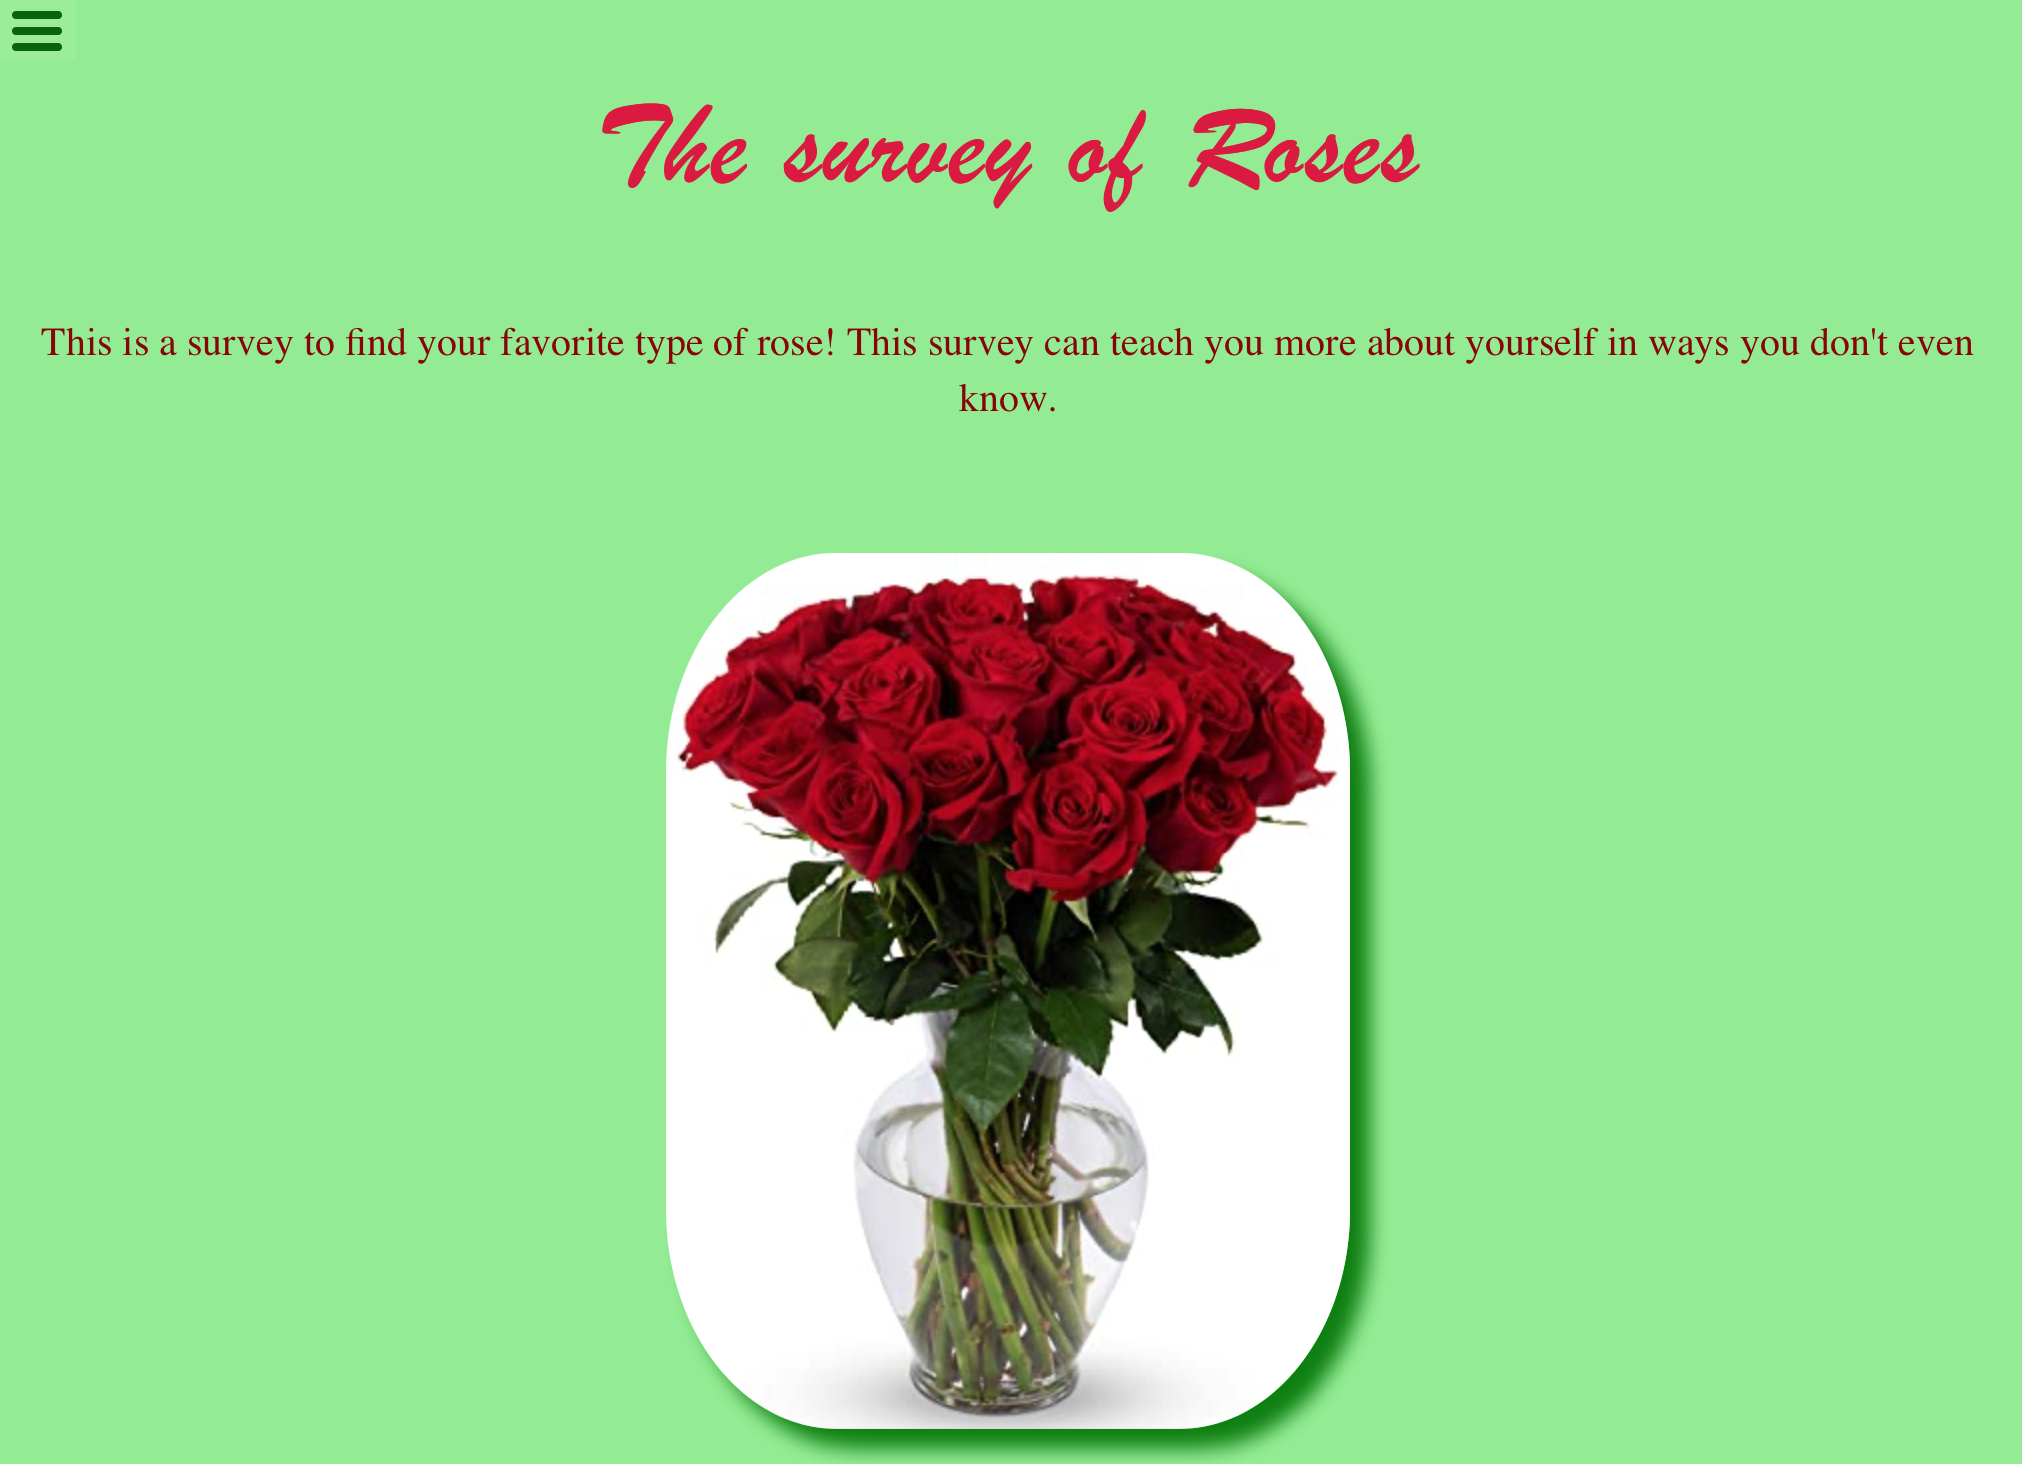 The survey of Roses
This is a survey to find your favorite type of rose! This survey can teach you more about yourself in ways you don't even
know.